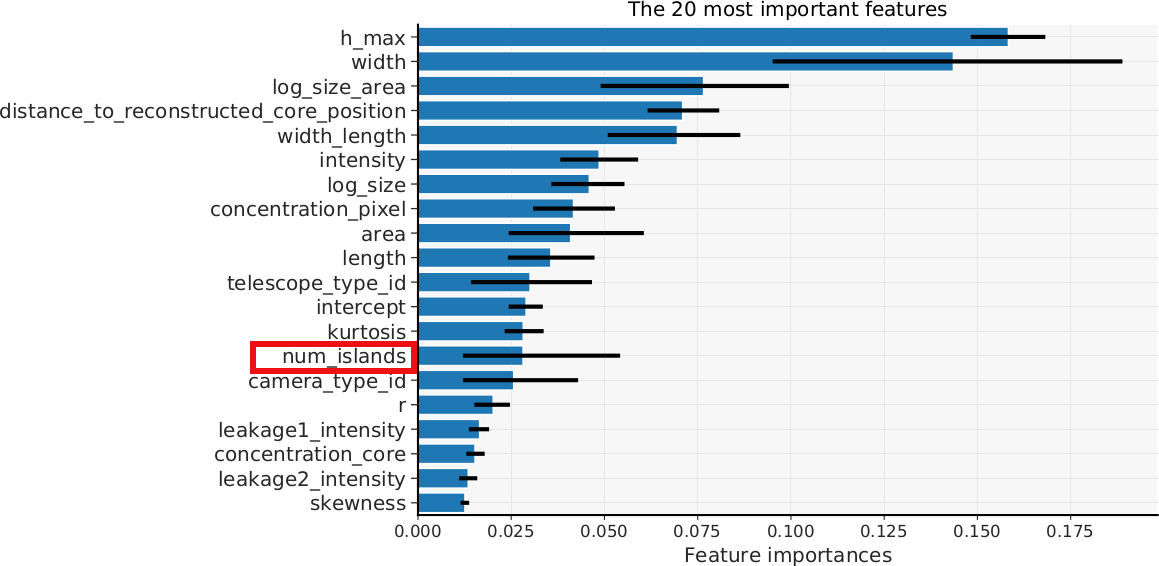 The 20 most important features
h_max
width
log_size_area
distance_to_reconstructed_core_position
width_length
intensity
log_size
concentration_pixel
area
length
telescope_type_id
intercept
kurtosis
num_islands
camera_type_id
r
leakage1_intensity
concentration_core
leakage2_intensity
skewness
0.000 0.025 0.050 0.075 0.100 0.125 0.150 0.175
Feature importances